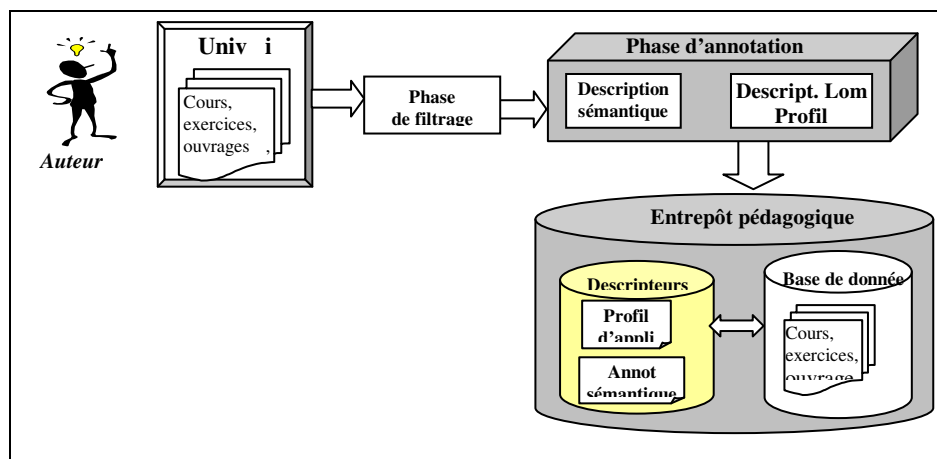 Univ i
Cours,
exercices,
ouvrages ,
Auteur
Phase
de filtrage
Phase d'annotation
Description
sémantique
Descript. Lom
Profil
Entrepôt pédagogique
Descripteurs
Profil
d'appli
Annot
sémantique
Base de donnée
Cours,
exercices,
ouvrage